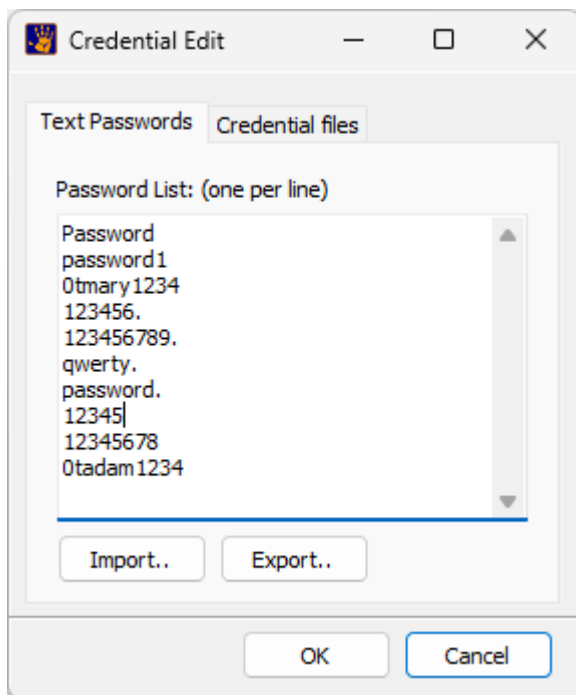 Credential Edit
Text Passwords
Credential files
Password List: (one per line)
Password
password1
0tmary1234
123456.
123456789.
qwerty.
password.
12345
12345678
0tadam1234
Import..
Export..
OK
Cancel